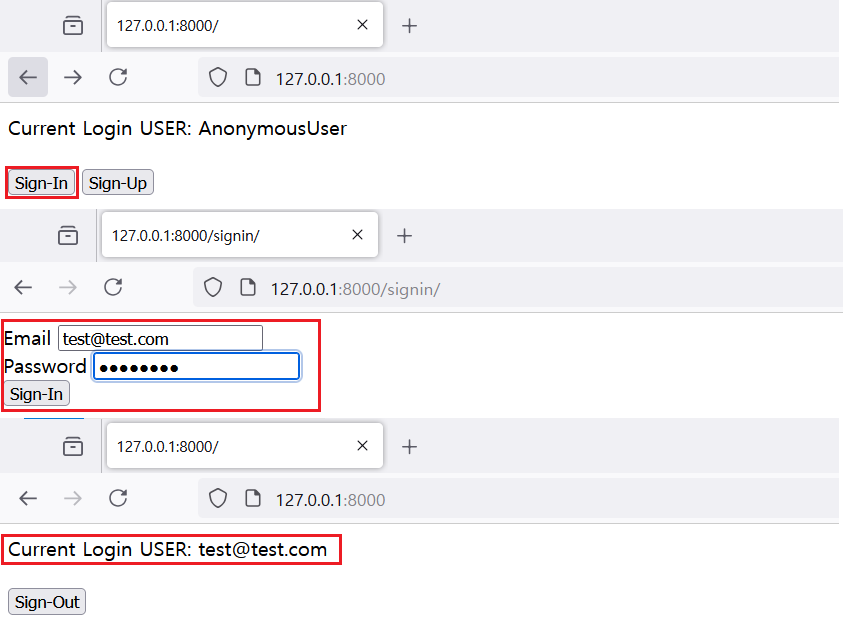 127.0.0.1:8000/
127.0.0.1:8000
Current Login USER: AnonymousUser
Sign-In Sign-Up
127.0.0.1:8000/signin/
127.0.0.1:8000/signin/
Email test@test.com
Password ●●●●●●●●
Sign-In
127.0.0.1:8000/
127.0.0.1:8000
Current Login USER: test@test.com
Sign-Out